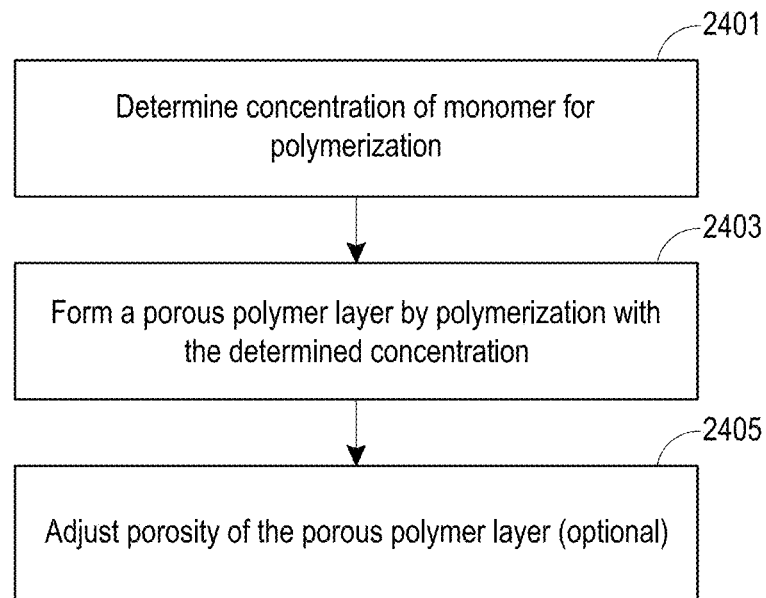 2401
Determine concentration of monomer for
polymerization
2403
Form a porous polymer layer by polymerization with
the determined concentration
2405
Adjust porosity of the porous polymer layer (optional)